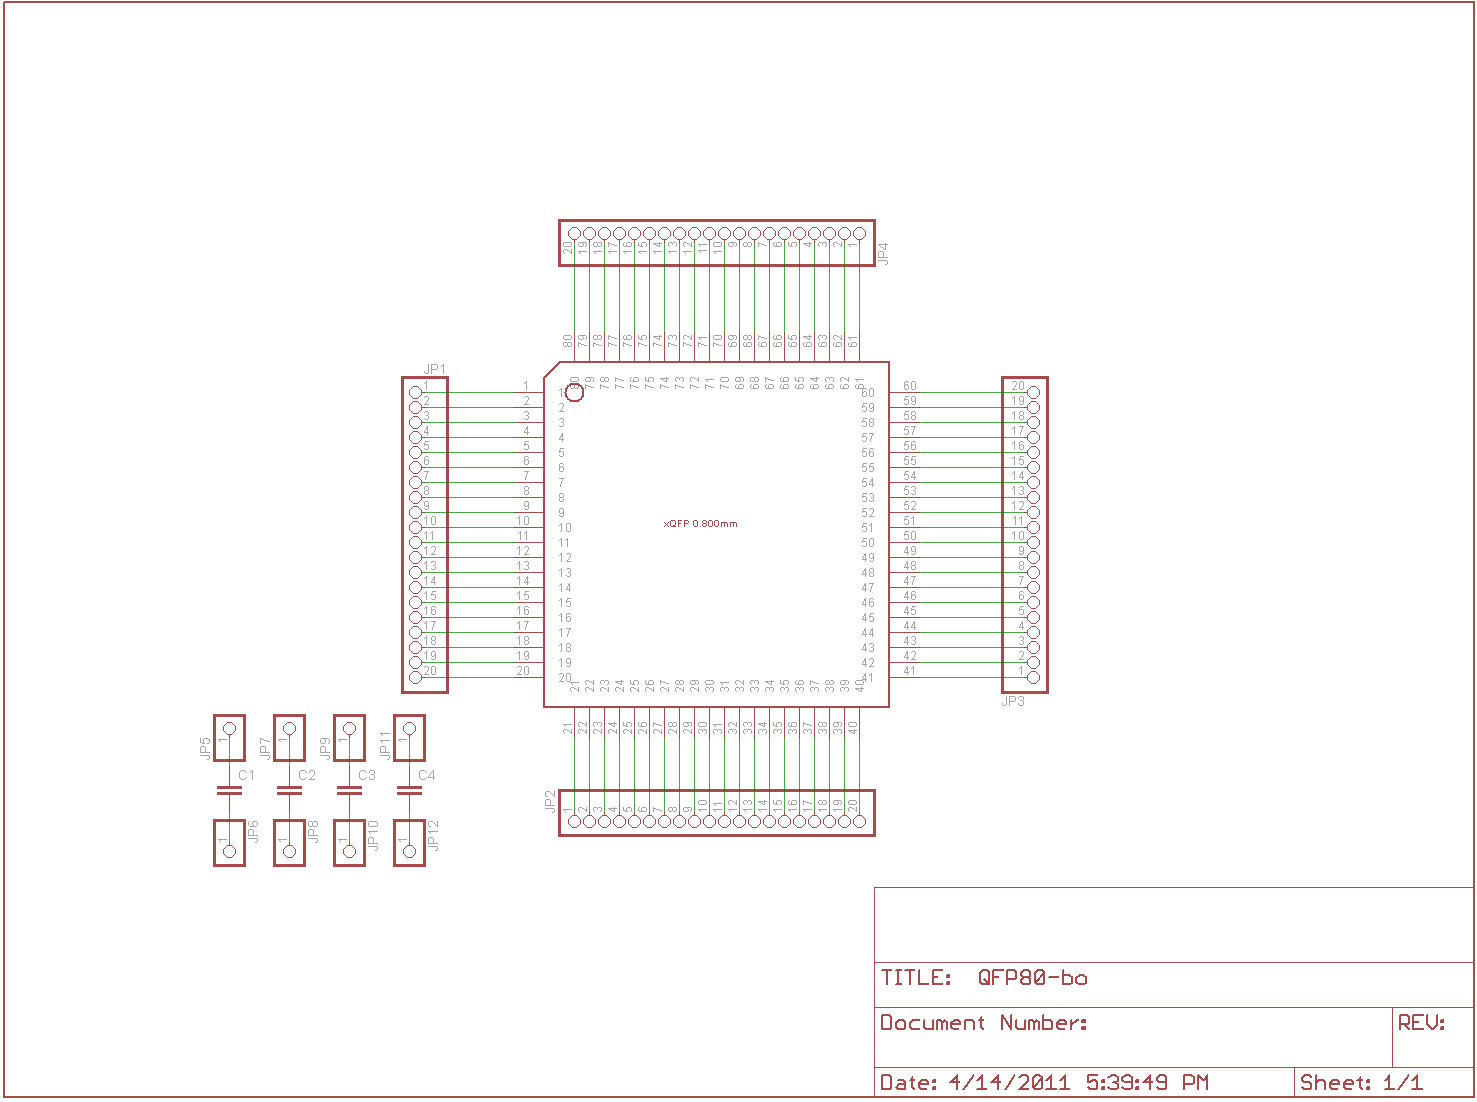 JP4
20 19 18 17 16 15 14 13 12 11 10 9 8 7 6 5 4 3 2 1
80 79 78 77 76 75 74 73 72 71 70 69 68 67 66 65 64 63 62 61
80 79 78 77 76 75 74 73 72 71 70 69 68 67 66 65 64 63 62 61
JP1
1 1 1 60 60 20
2 2 2 59 59 19
3 3 3 58 58 18
4 4 4 57 57 17
5 5 5 56 56 16
6 6 6 55 55 15
7 7 7 54 54 14
8 8 8 53 53 13
9 9 9 52 52 12
10 10 10 51 51 11
xQFP 0.800mm
11 11 11 50 50 10
12 12 12 49 49 9
13 13 13 48 48 8
14 14 14 47 47 7
15 15 15 46 46 6
16 16 16 45 45 5
17 17 17 44 44 4
18 18 18 43 43 3
19 19 19 42 42 2
20 20 20 41 41 1
JP3
21 22 23 24 25 26 27 28 29 30 31 32 33 34 35 36 37 38 39 40
21 22 23 24 25 26 27 28 29 30 31 32 33 34 35 36 37 38 39 40
JP2
1 2 3 4 5 6 7 8 9 10 11 12 13 14 15 16 17 18 19 20
JP5 1 JP7 1 JP9 1 JP11 1
C1 C2 C3 C4
1 JP6 1 JP8 1 JP10 1 JP12
TITLE: QFP80-bo
Document Number:
REV:
Date: 4/14/2011 5:39:49 PM
Sheet: 1/1